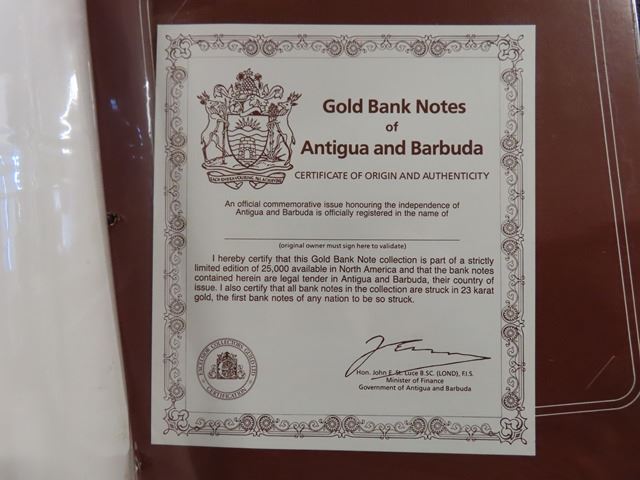 Gold Bank Notes
of
Antigua and Barbuda
CERTIFICATE OF ORIGIN AND AUTHENTICITY
An official commemorative issue honouring the independence of
Antigua and Barbuda is officially registered in the name of
(original owner must sign here to validate)
I hereby certify that this Gold Bank Note collection is part of a strictly
limited edition of 25,000 available in North America and that the bank notes
contained herein are legal tender in Antigua and Barbuda, their country of
issue. I also certify that all bank notes in the collection are struck in 23 karat
gold, the first bank notes of any nation to be so struck.
Hon. John E. St. Luce B.SC. (LOND), F.I.S.
Minister of Finance
Government of Antigua and Barbuda
CERTIFICATION